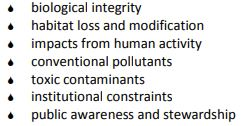 biological integrity
habitat loss and modification
impacts from human activity
conventional pollutants
toxic contaminants
institutional constraints
public awareness and stewardship